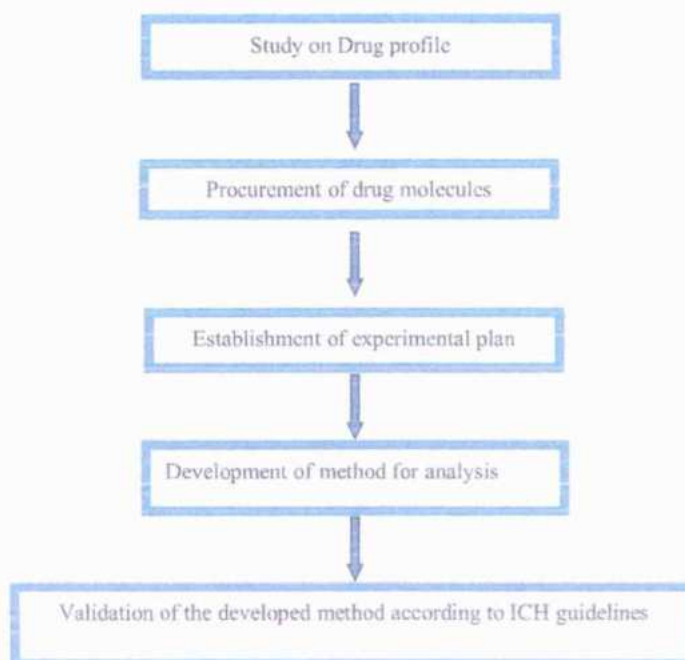 Study on Drug profile
Procurement of drug molecules
Establishment of experimental plan
Development of method for analysis
Validation of the developed method according to ICH guidelines